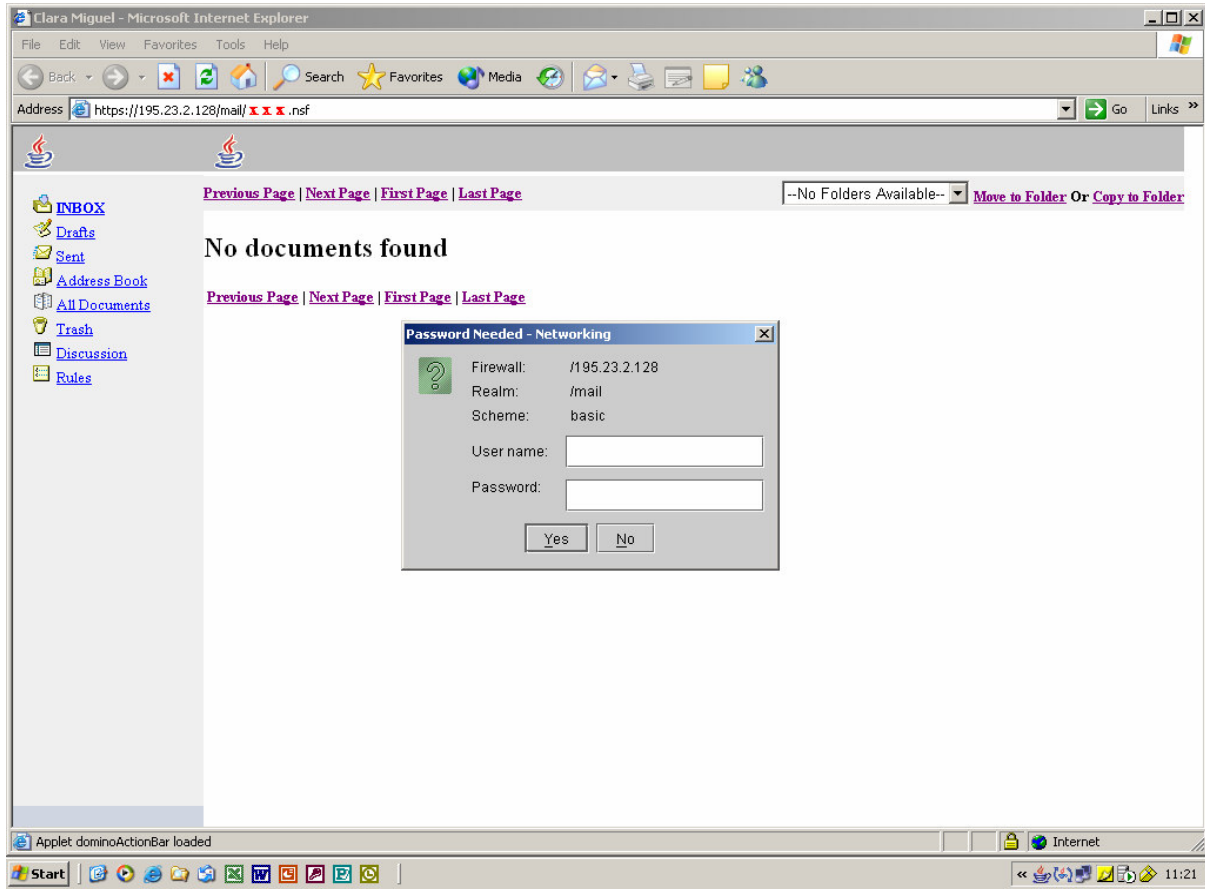 Clara Miguel - Microsoft Internet Explorer
File Edit View Favorites Tools Help
Back Search Favorites Media
Address https://195.23.2.128/mail/ X X X .nsf Go Links »
Previous Page | Next Page | First Page | Last Page
--No Folders Available-- Move to Folder Or Copy to Folder
INBOX
Drafts
Sent
Address Book
All Documents
Trash
Discussion
Rules
No documents found
Previous Page | Next Page | First Page | Last Page
Password Needed - Networking
Firewall: /195.23.2.128
Realm: /mail
Scheme: basic
User name:
Password:
Yes No
Applet dominoActionBar loaded
Internet
Start
« 11:21